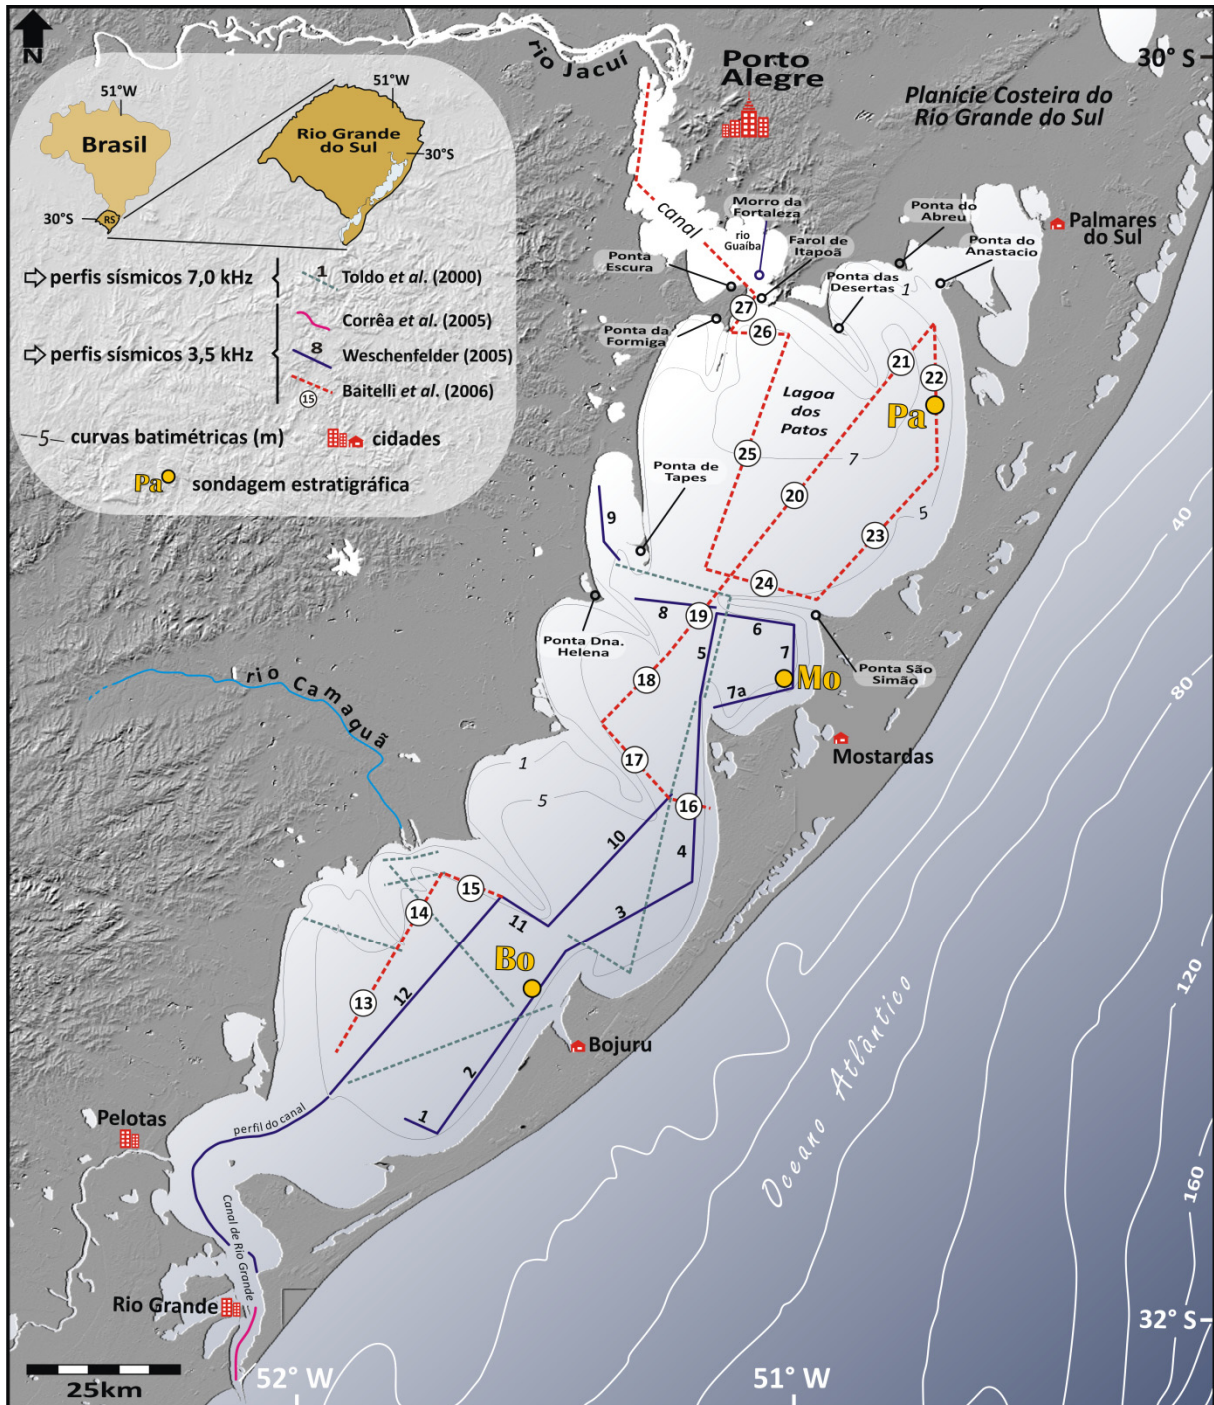 N
rio Jacuí
Porto
Alegre
30° S
Planície Costeira do
Rio Grande do Sul
51°W
Brasil
30°S
RS
51°W
Rio Grande
do Sul
30°S
perfis sísmicos 7,0 kHz
1
Toldo et al. (2000)
Corrêa et al. (2005)
perfis sísmicos 3,5 kHz
8
Weschenfelder (2005)
15
Baitelli et al. (2006)
5
curvas batimétricas (m)
cidades
Pa
sondagem estratigráfica
canal
Morro da
Fortaleza
rio
Guaíba
Farol de
Itapoã
Ponta
Escura
Ponta da
Formiga
Ponta das
Desertas
Ponta do
Abreu
Ponta do
Anastacio
Palmares
do Sul
1
27
26
21
22
Pa
Lagoa
dos
Patos
25
7
20
5
23
24
Ponta de
Tapes
9
Ponta Dna.
Helena
8
19
6
5
7
Mo
7a
Ponta São
Simão
18
Mostardas
17
16
rio Camaquã
1
5
10
4
3
15
14
11
Bo
13
12
2
1
Bojuru
Pelotas
perfil do canal
Canal de Rio Grande
Rio Grande
25km
52° W
51° W
32° S
Oceano Atlântico
40
80
120
160